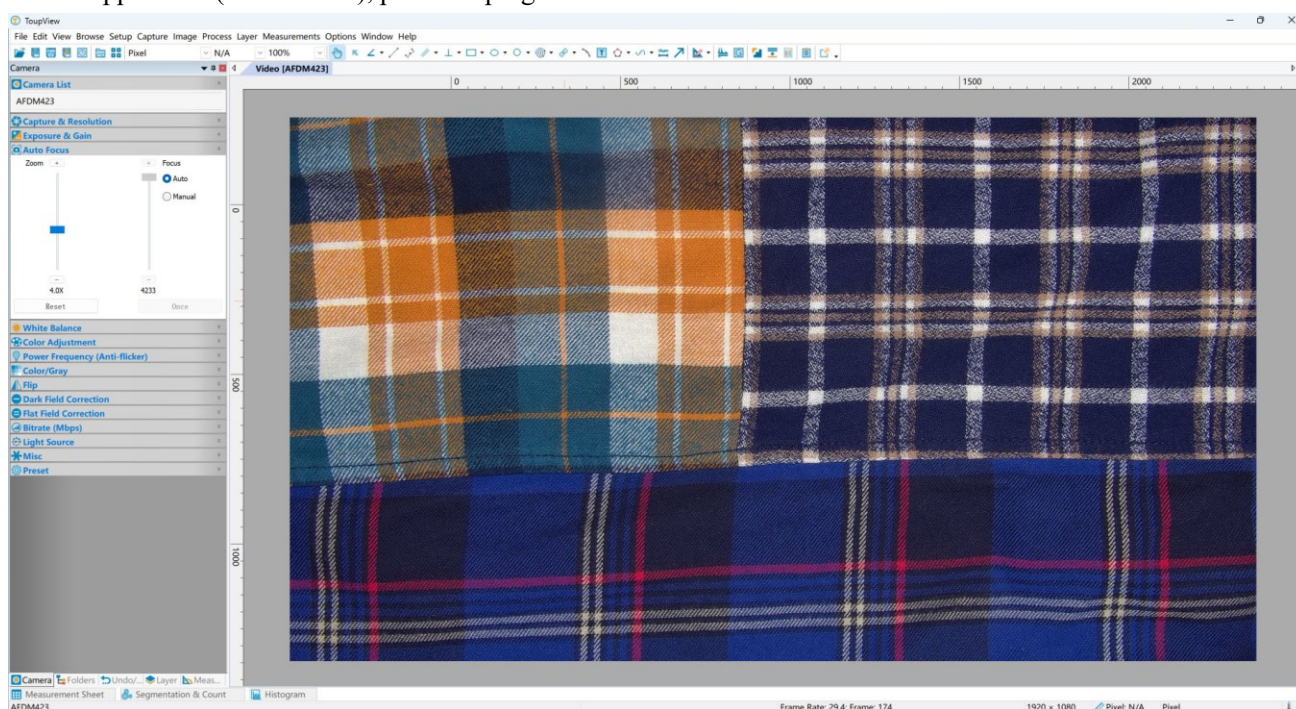 ToupView
File Edit View Browse Setup Capture Image Process Layer Measurements Options Window Help
Pixel N/A 100%
Camera Video [AFDM423]
Camera List
AFDM423
Capture & Resolution
Exposure & Gain
Auto Focus
Zoom + + Focus
Auto
Manual
- -
4.0X 4233
Reset Once
White Balance
Color Adjustment
Power Frequency (Anti-flicker)
Color/Gray
Flip
Dark Field Correction
Flat Field Correction
Bitrate (Mbps)
Light Source
Misc
Preset
0 500 1000 1500 2000
0
500
1000
Camera Folders Undo/... Layer Meas...
Measurement Sheet Segmentation & Count Histogram
AFDM423 Frame Rate: 29.4; Frame: 174 1920 × 1080 Pixel: N/A Pixel